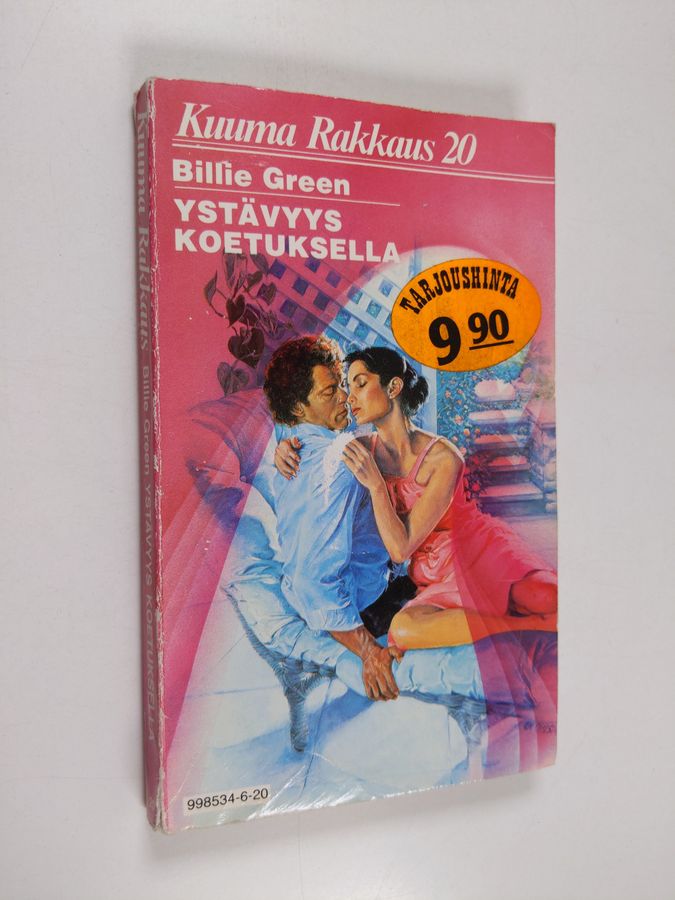 Kuuma Rakkaus 20
Billie Green
YSTÄVYYS
KOETUKSELLA
TARJOUSHINTA
9 90
998534-6-20
Kuuma Rakkaus Billie Green YSTÄVYYS KOETUKSELLA